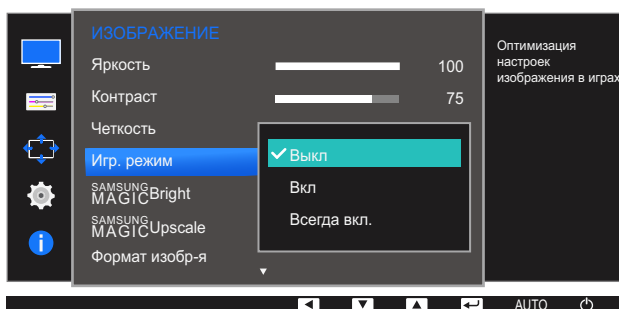 ИЗОБРАЖЕНИЕ
Яркость 100
Контраст 75
Четкость
Игр. режим
SAMSUNG MAGIC Bright
SAMSUNG MAGIC Upscale
Формат изобр-я
Выкл
Вкл
Всегда вкл.
Оптимизация
настроек
изображения в играх
AUTO